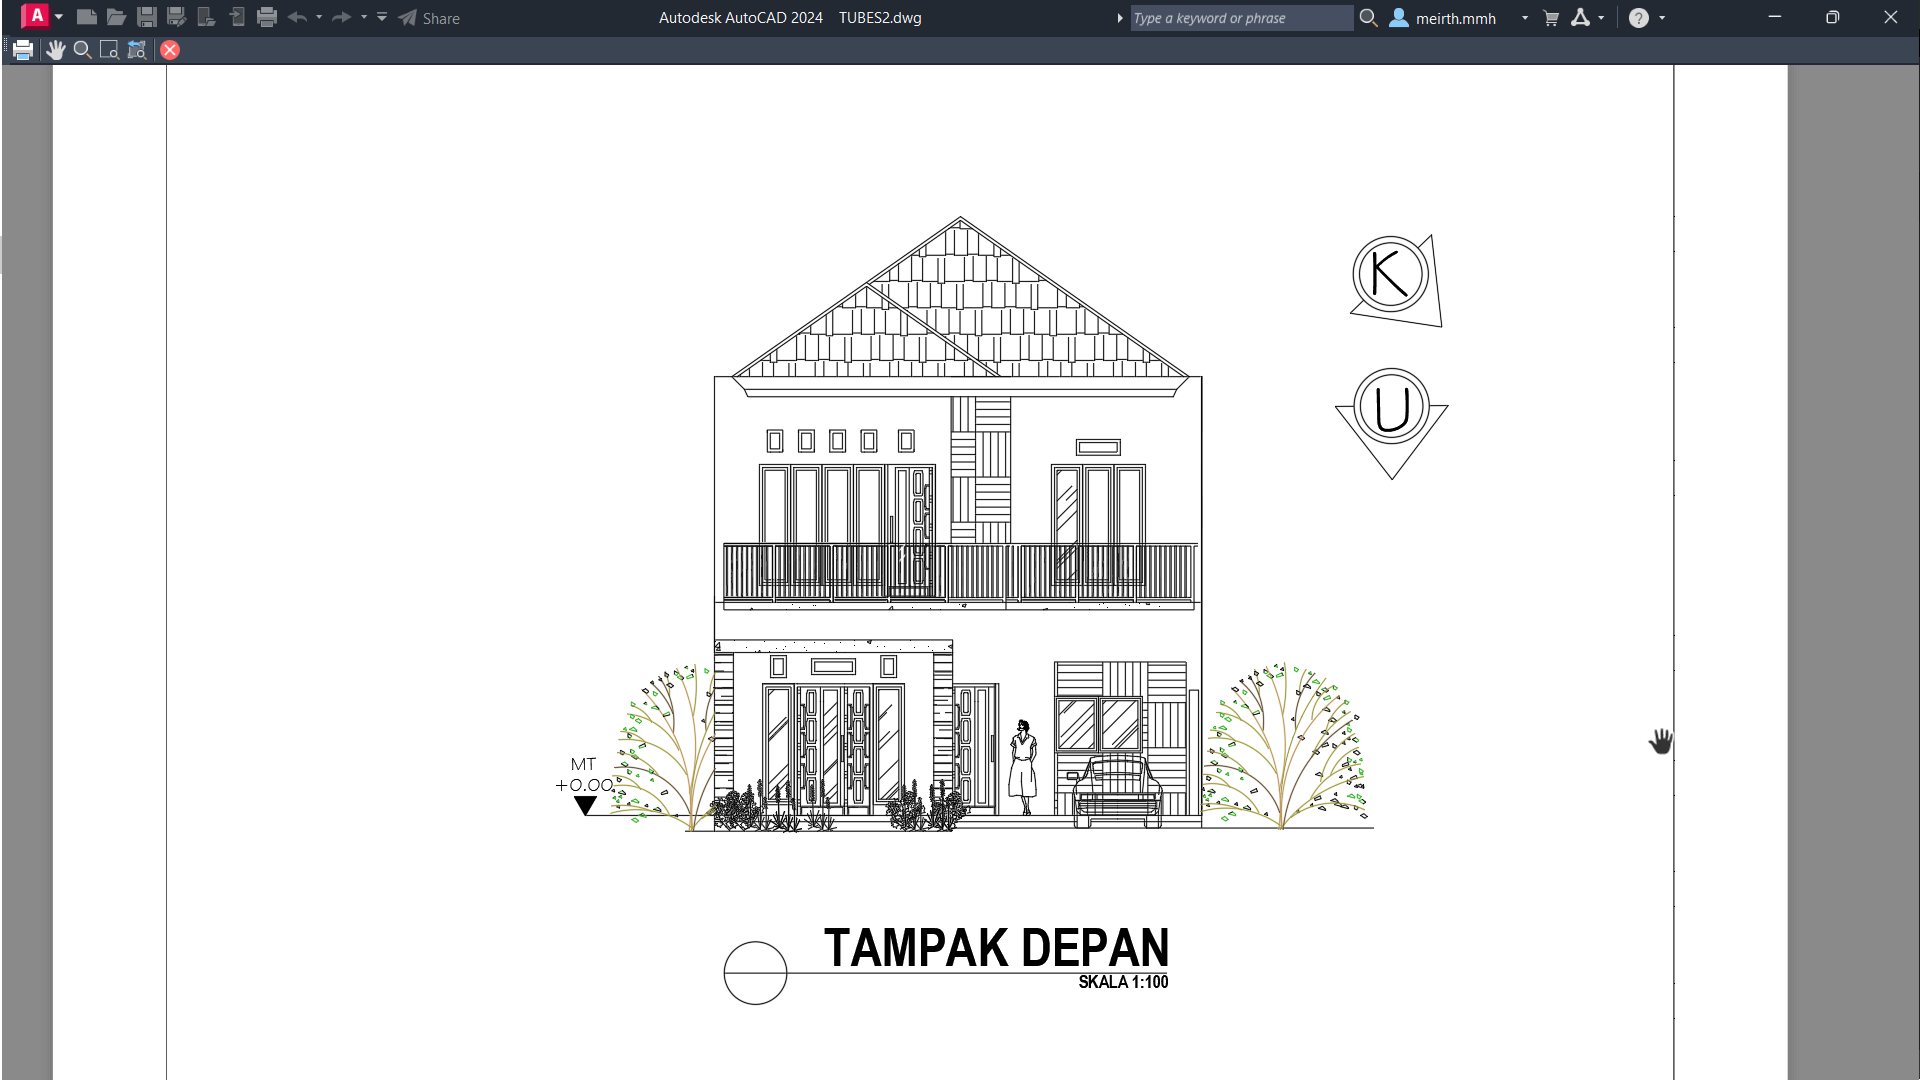 A Share Autodesk AutoCAD 2024 TUBES2.dwg Type a keyword or phrase meirth.mmh ?
K
U
MT
+0.00
TAMPAK DEPAN
SKALA 1:100